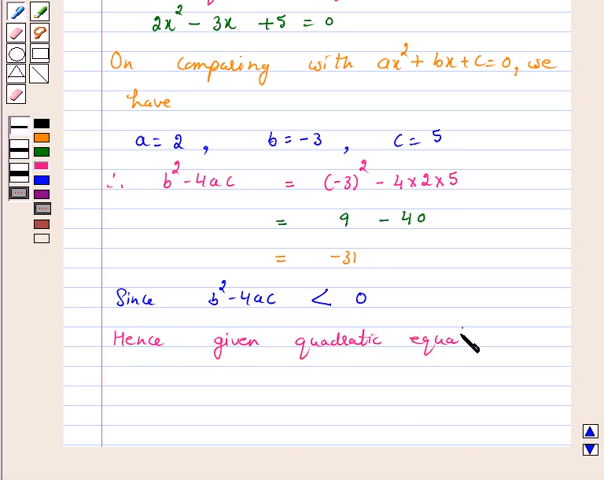 2x² - 3x + 5 = 0
On comparing with ax² + bx + c = 0, we
have
a = 2 , b = -3 , c = 5
∴ b² - 4ac = (-3)² - 4×2×5
= 9 - 40
= -31
Since b² - 4ac < 0
Hence given quadratic equa